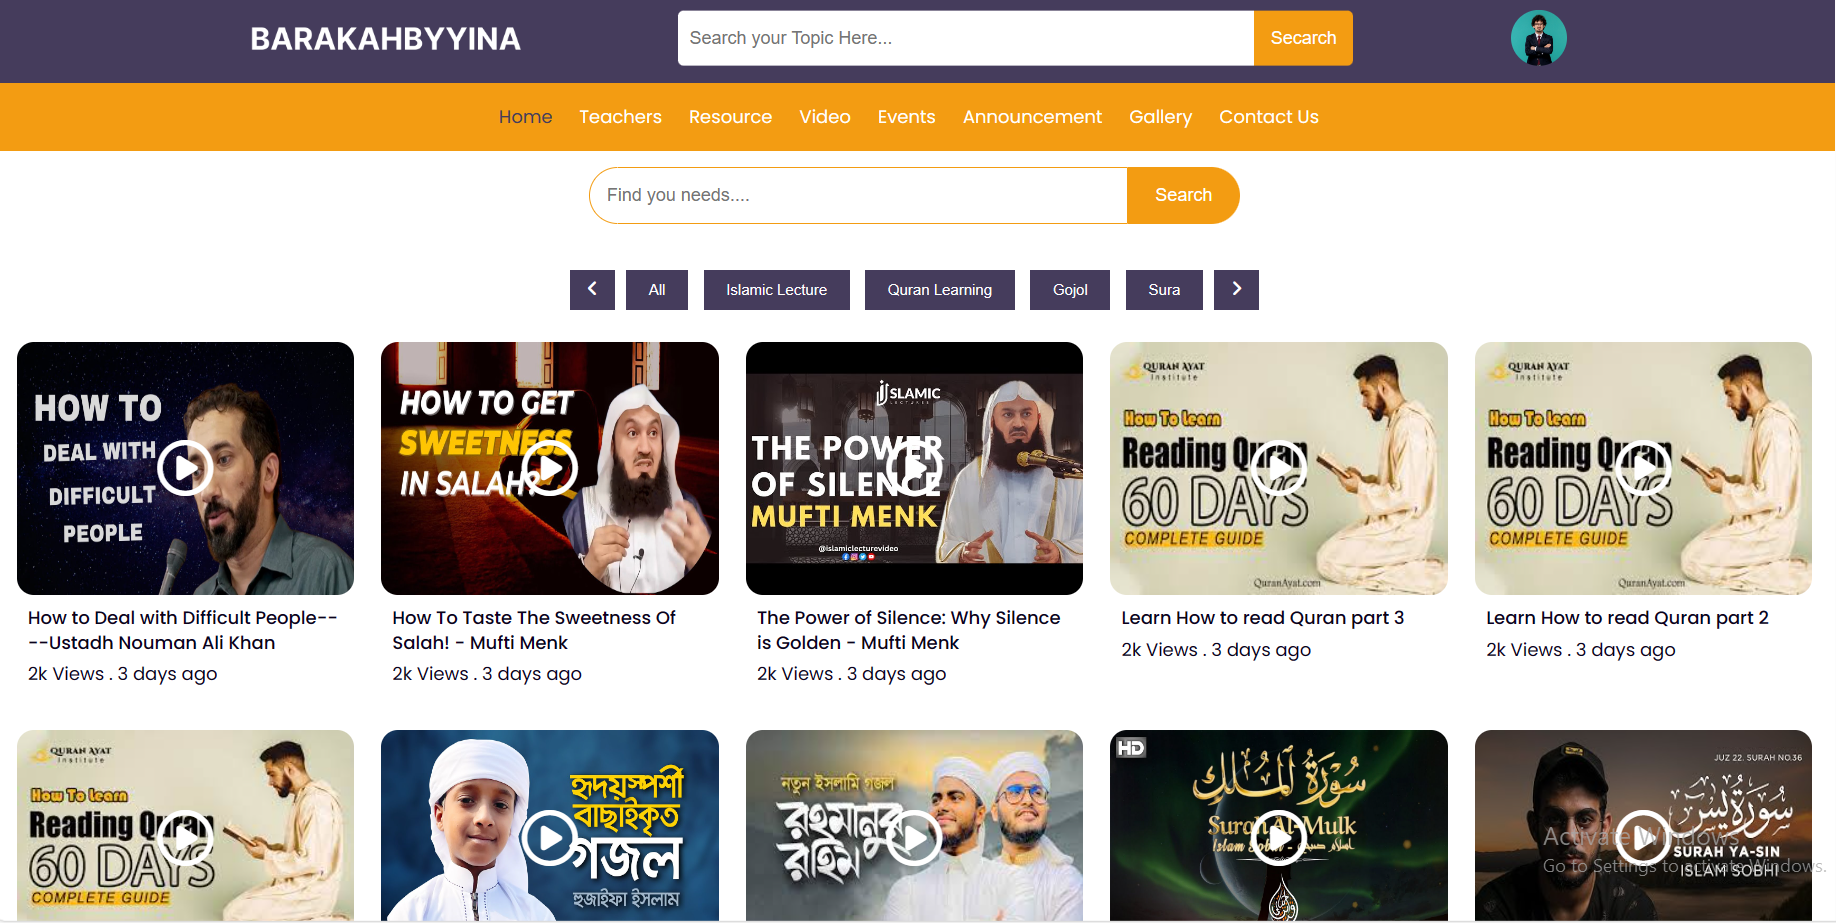 BARAKAHBYYINA
Search your Topic Here...
Secarch
Home
Teachers
Resource
Video
Events
Announcement
Gallery
Contact Us
Find you needs....
Search
All
Islamic Lecture
Quran Learning
Gojol
Sura
HOW TO
DEAL WITH
DIFFICULT
PEOPLE
How to Deal with Difficult People--
--Ustadh Nouman Ali Khan
2k Views . 3 days ago
HOW TO GET
SWEETNESS
IN SALAH?
How To Taste The Sweetness Of
Salah! - Mufti Menk
2k Views . 3 days ago
ISLAMIC
LECTURES
THE POWER
OF SILENCE
MUFTI MENK
@islamiclecturevideo
The Power of Silence: Why Silence
is Golden - Mufti Menk
2k Views . 3 days ago
QURAN AYAT
Institute
How To Learn
Reading Quran
60 DAYS
COMPLETE GUIDE
QuranAyat.com
Learn How to read Quran part 3
2k Views . 3 days ago
QURAN AYAT
Institute
How To Learn
Reading Quran
60 DAYS
COMPLETE GUIDE
QuranAyat.com
Learn How to read Quran part 2
2k Views . 3 days ago
QURAN AYAT
Institute
How To Learn
Reading Quran
60 DAYS
COMPLETE GUIDE
হৃদয়স্পর্শী
বাছাইকৃত
গজল
হুজাইফা ইসলাম
নতুন ইসলামি গজল
রহমানুর
রহিম
HD
سورة الملك
Surah Al-Mulk
Islam Sobhi - اسلام صبحي
JUZ 22. SURAH NO.36
سورة يس
SURAH YA-SIN
ISLAM SOBHI
Activate Windows
Go to Settings to activate Windows.